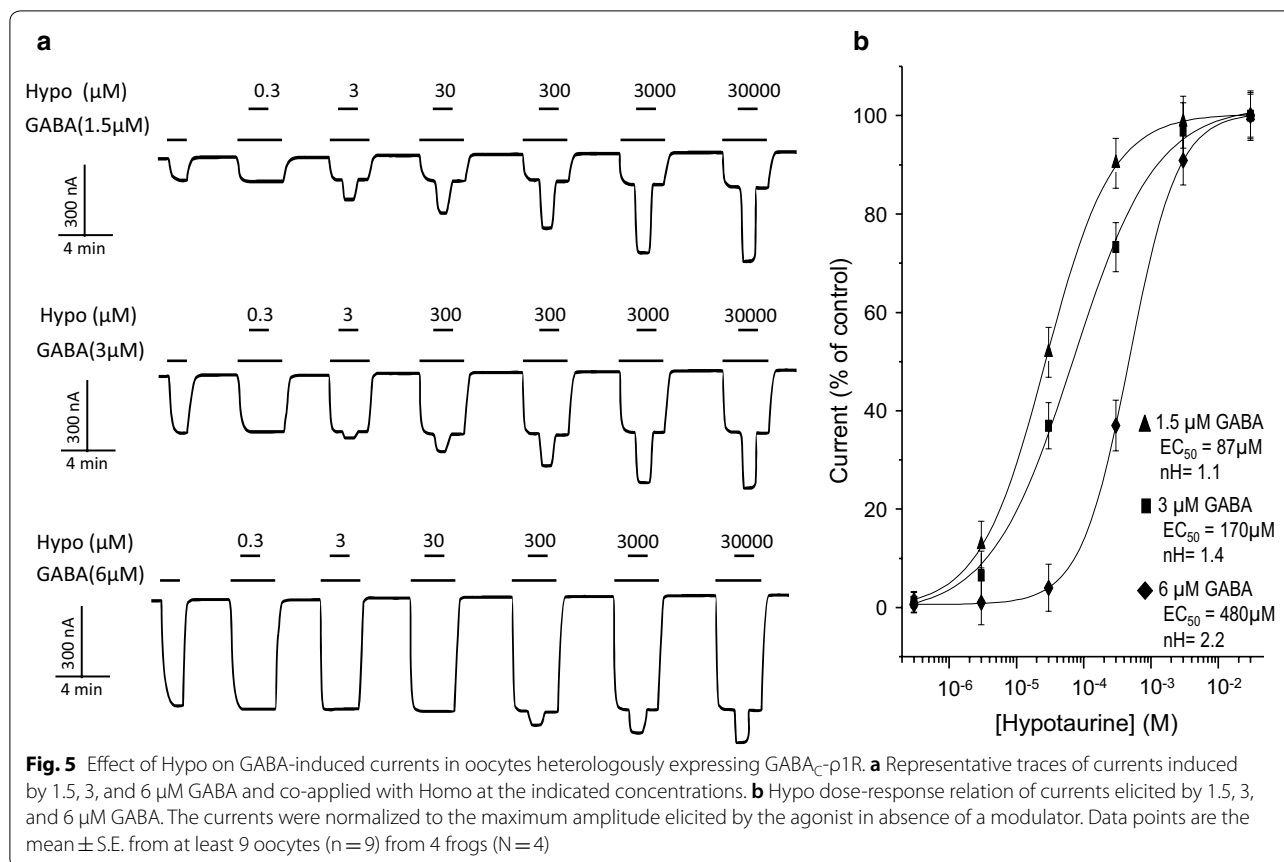 a
Hypo (μM) 0.3 3 30 300 3000 30000
GABA(1.5μM)
300 nA
4 min
Hypo (μM) 0.3 3 300 300 3000 30000
GABA(3μM)
300 nA
4 min
Hypo (μM) 0.3 3 30 300 3000 30000
GABA(6μM)
300 nA
4 min
b
Current (% of control)
100
80
60
40
20
0
1.5 μM GABA
EC50 = 87μM
nH= 1.1
3 μM GABA
EC50 = 170μM
nH= 1.4
6 μM GABA
EC50 = 480μM
nH= 2.2
10-6 10-5 10-4 10-3 10-2
[Hypotaurine] (M)
Fig. 5 Effect of Hypo on GABA-induced currents in oocytes heterologously expressing GABAC-ρ1R. a Representative traces of currents induced
by 1.5, 3, and 6 μM GABA and co-applied with Homo at the indicated concentrations. b Hypo dose-response relation of currents elicited by 1.5, 3,
and 6 μM GABA. The currents were normalized to the maximum amplitude elicited by the agonist in absence of a modulator. Data points are the
mean ± S.E. from at least 9 oocytes (n = 9) from 4 frogs (N = 4)